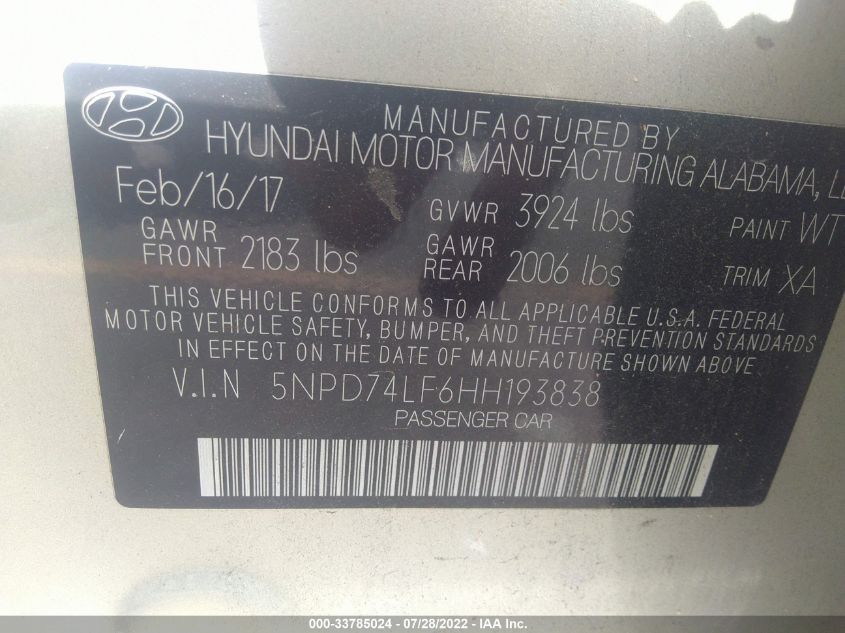 MANUFACTURED BY
HYUNDAI MOTOR MANUFACTURING ALABAMA,
Feb/16/17 GVWR 3924 lbs PAINT WT
GAWR FRONT 2183 lbs GAWR REAR 2006 lbs TRIM XA
THIS VEHICLE CONFORMS TO ALL APPLICABLE U.S.A. FEDERAL
MOTOR VEHICLE SAFETY, BUMPER, AND THEFT PREVENTION STANDARDS
IN EFFECT ON THE DATE OF MANUFACTURE SHOWN ABOVE.
V.I.N 5NPD74LF6HH193838
PASSENGER CAR
000-33785024 - 07/28/2022 - IAA Inc.